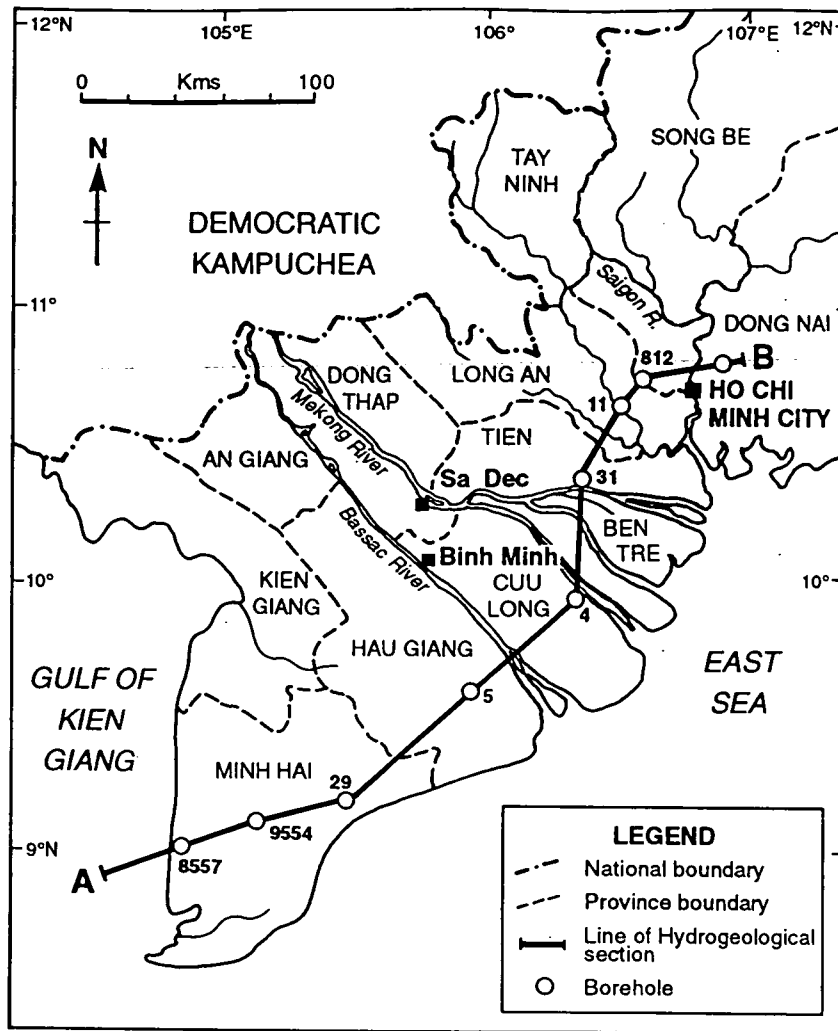 12°N
105°E
106°E
107°E
12°N
0 Kms 100
N
TAY
NINH
SONG BE
DEMOCRATIC
KAMPUCHEA
Saigon R.
11°
DONG NAI
812
B
DONG
THAP
LONG AN
HO CHI
MINH CITY
11
Mekong River
TIEN
AN GIANG
Sa Dec
31
Bassac River
BEN
TRE
Binh Minh
10°
10°
KIEN
GIANG
CUU
LONG
4
HAU GIANG
GULF OF
KIEN
GIANG
EAST
SEA
5
MINH HAI
29
9554
9°N
8557
A
LEGEND
National boundary
Province boundary
Line of Hydrogeological
section
Borehole